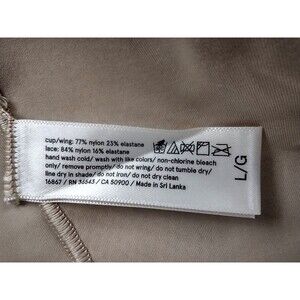 cup/wing: 77% nylon 23% elastane
lace: 84% nylon 16% elastane
hand wash cold/ wash with like colors/ non-chlorine bleach
only/ remove promptly/ do not wring/ do not tumble dry/
line dry in shade/ do not iron/ do not dry clean
16867 / RN 36543 / CA 50900 / Made in Sri Lanka
L/G